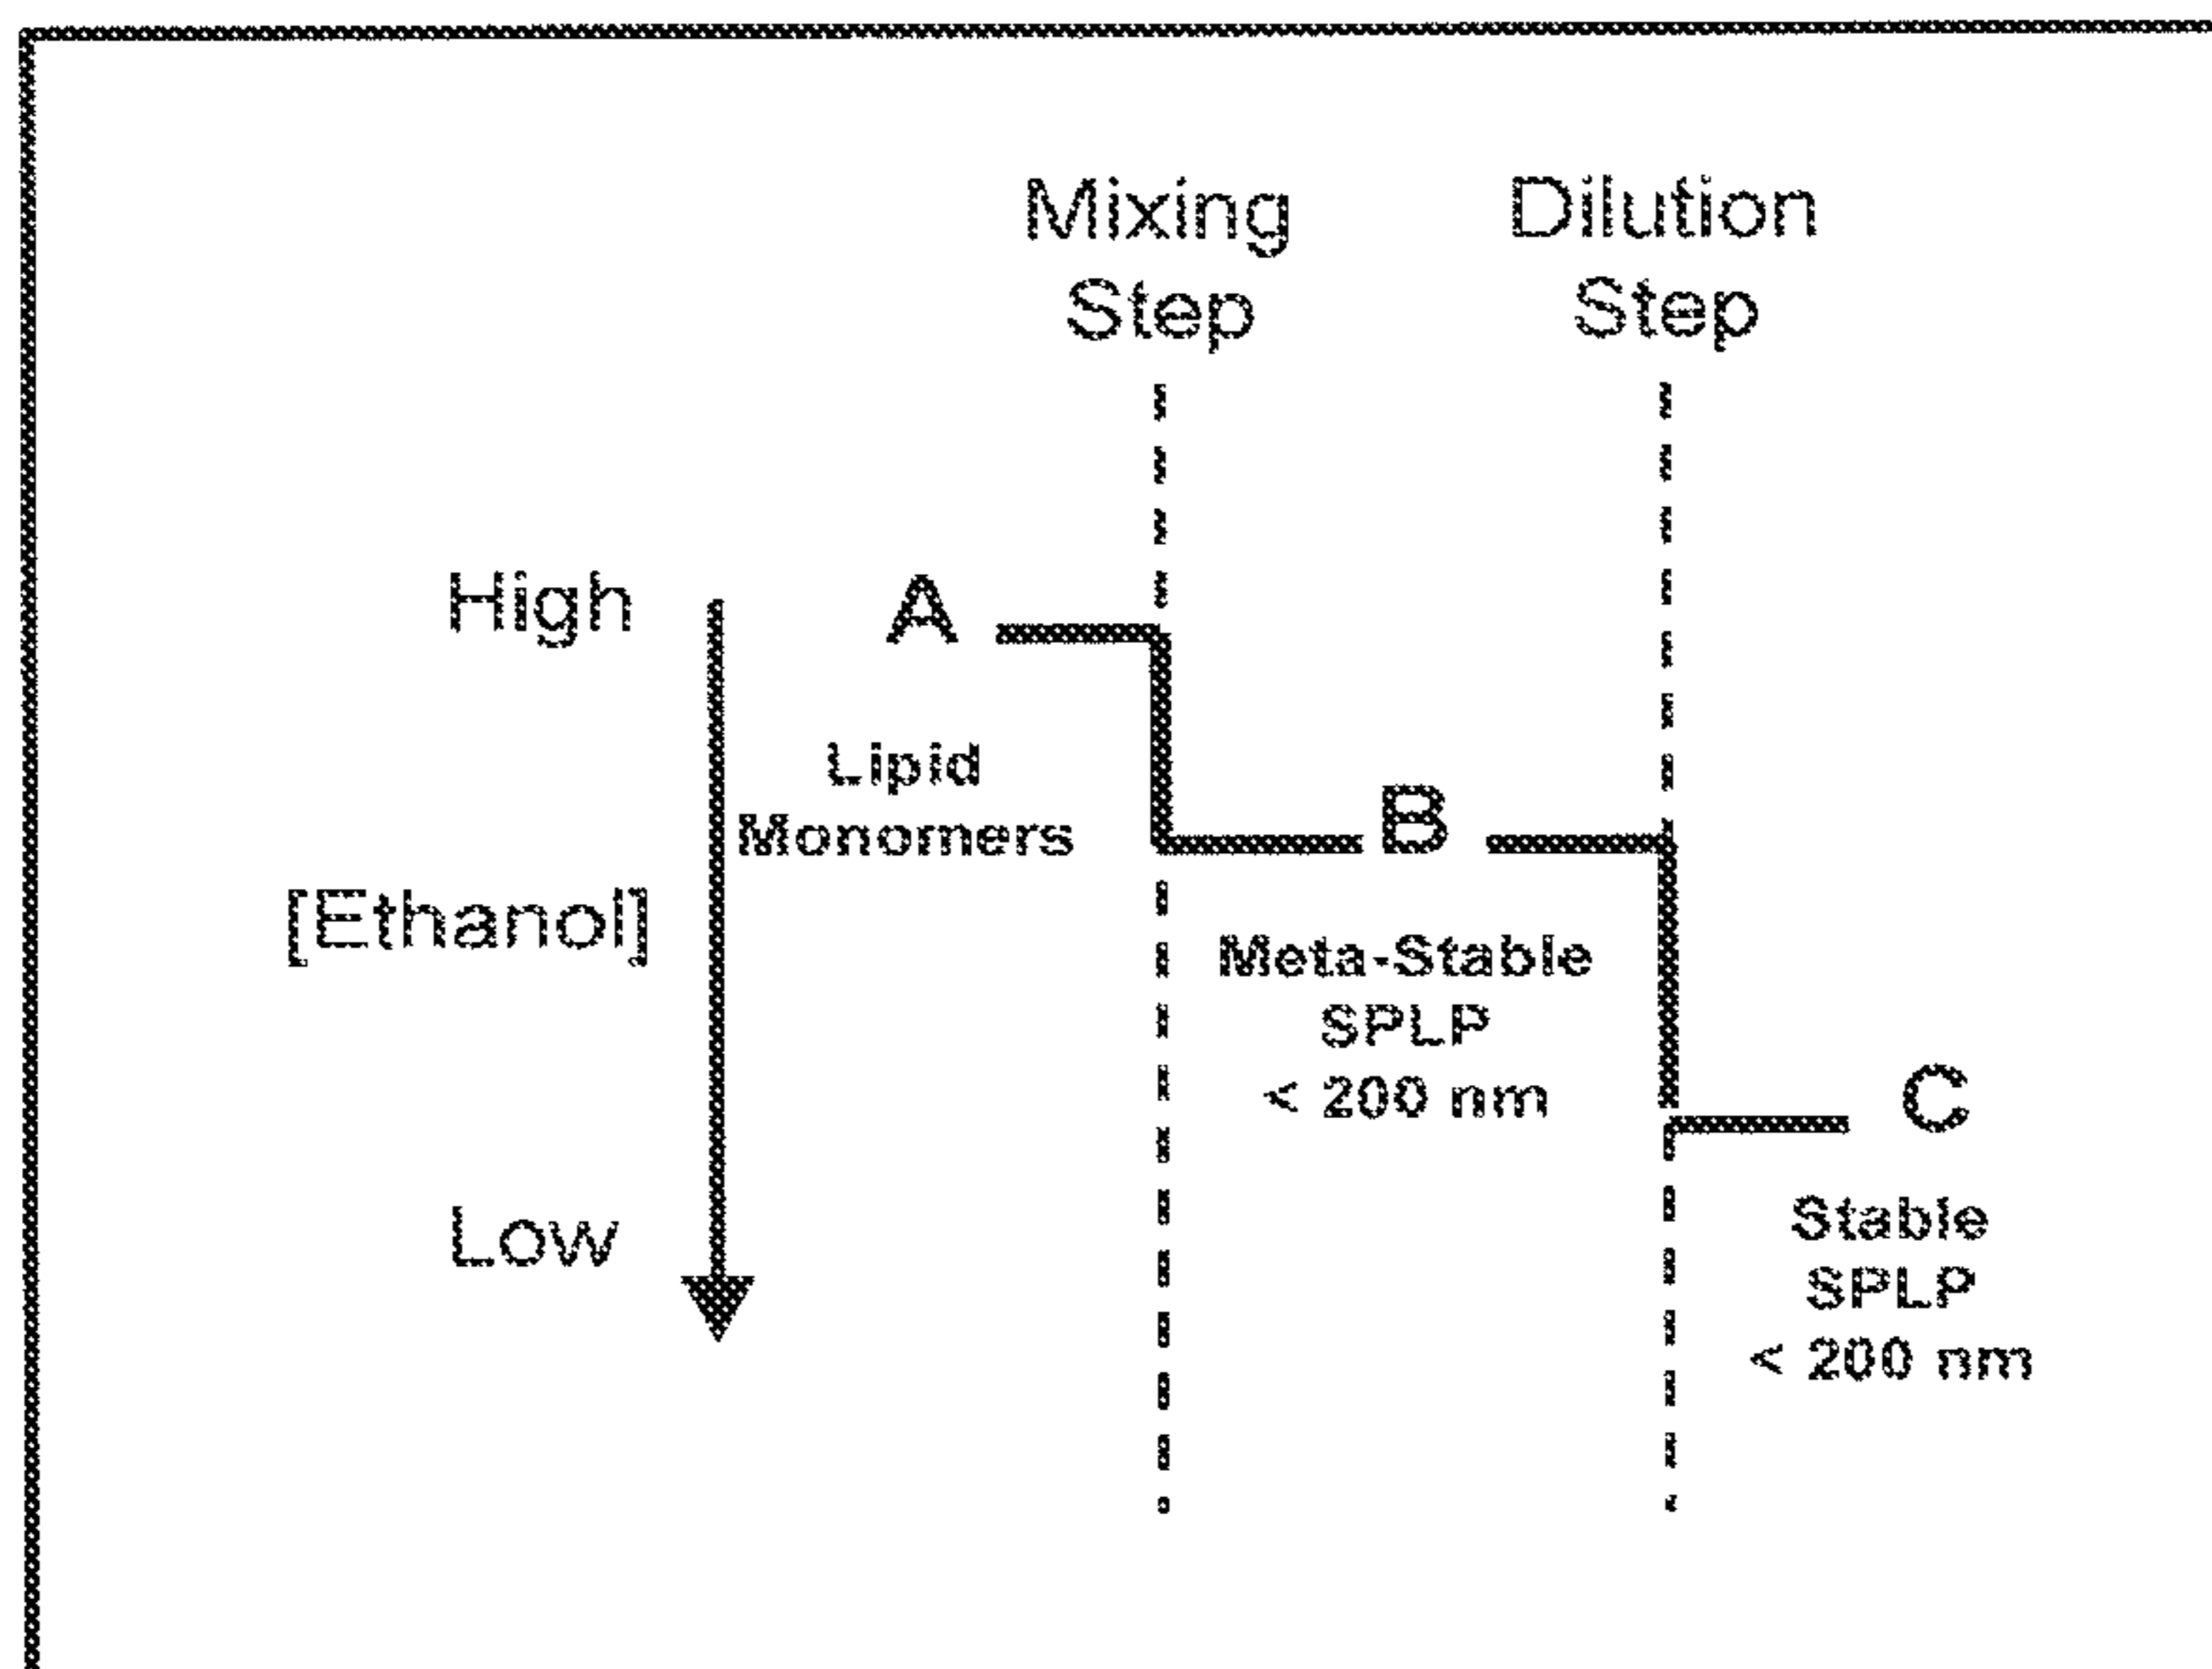 Mixing
Step
Dilution
Step
High
A
Lipid
Monomers
B
[Ethanol]
Meta-Stable
SPLP
< 200 nm
C
Low
Stable
SPLP
< 200 nm